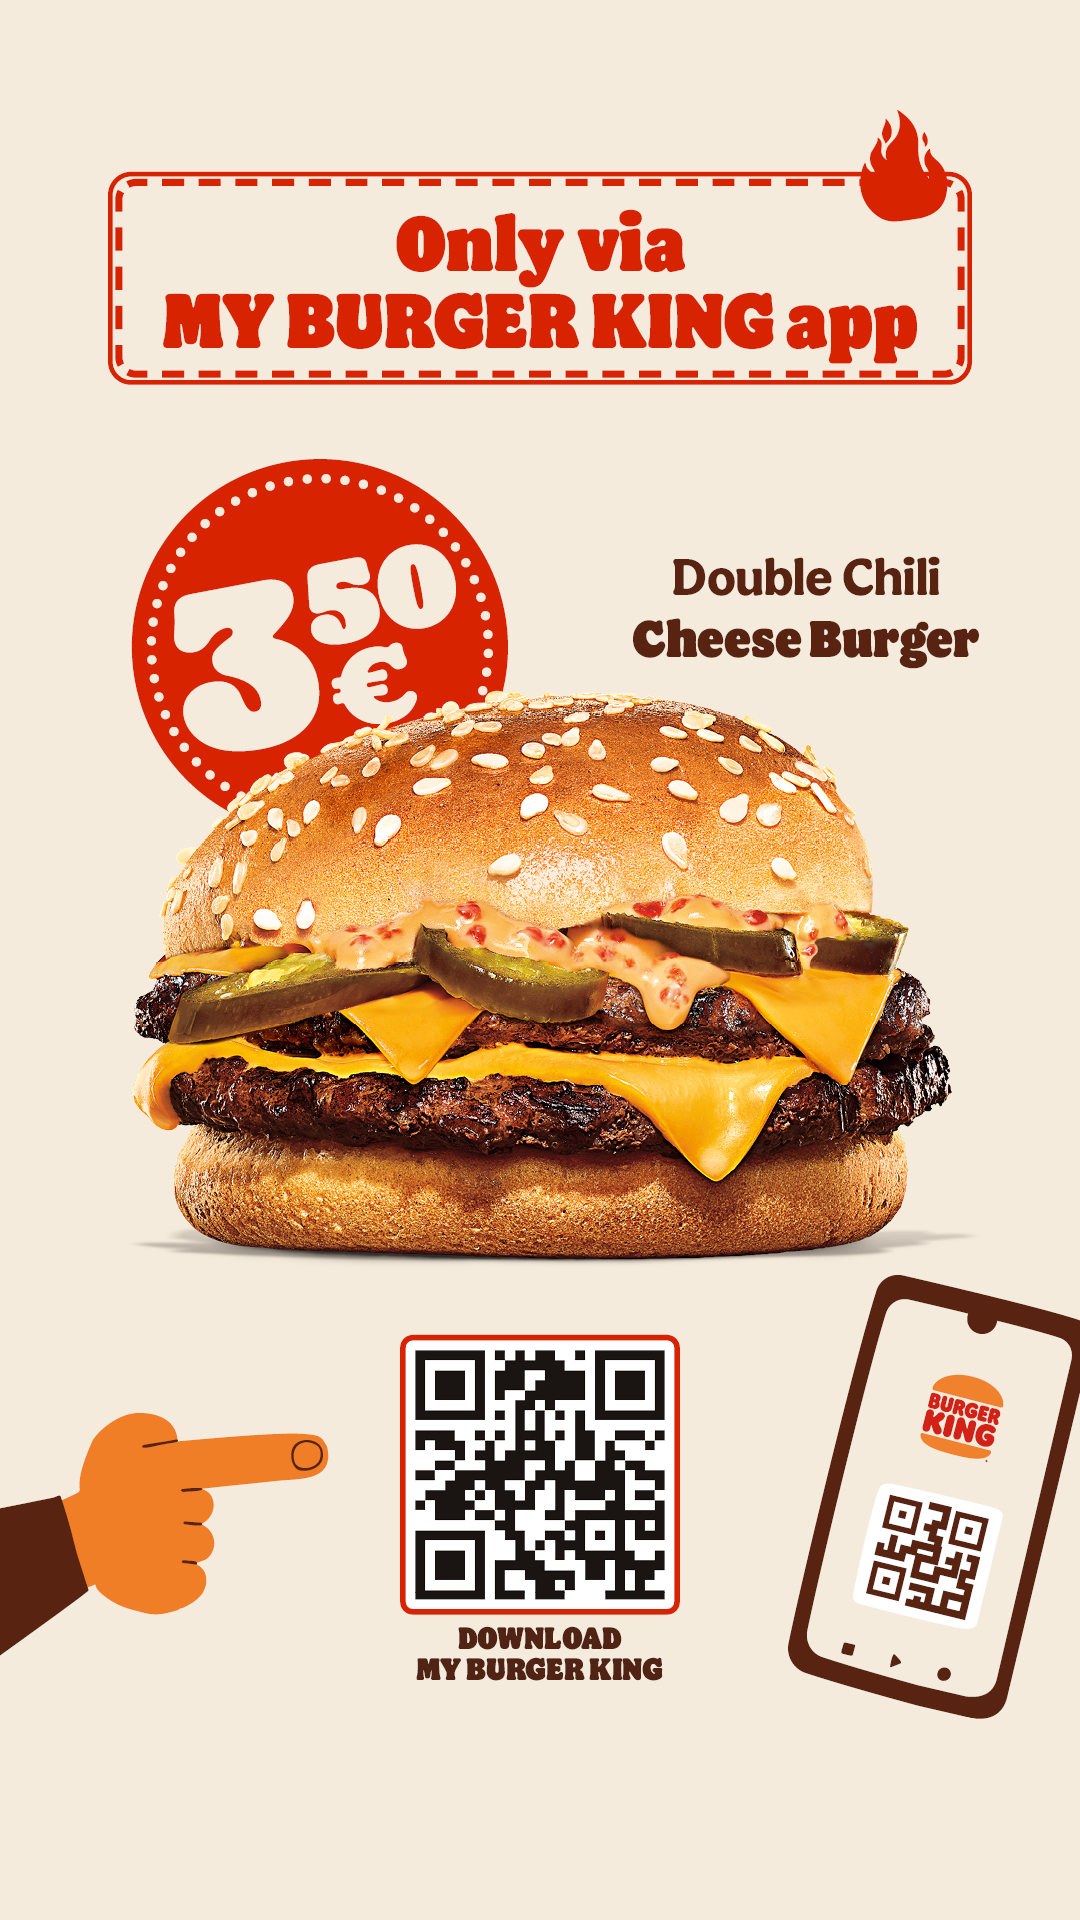 Only via
MY BURGER KING app
3 50
€
Double Chili
Cheese Burger
BURGER
KING
DOWNLOAD
MY BURGER KING